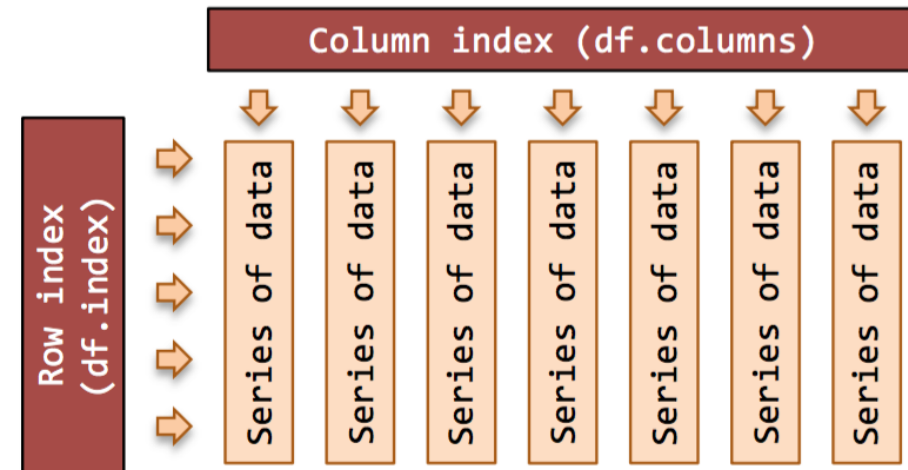 Column index (df.columns)
Row index
(df.index)
Series of data
Series of data
Series of data
Series of data
Series of data
Series of data
Series of data